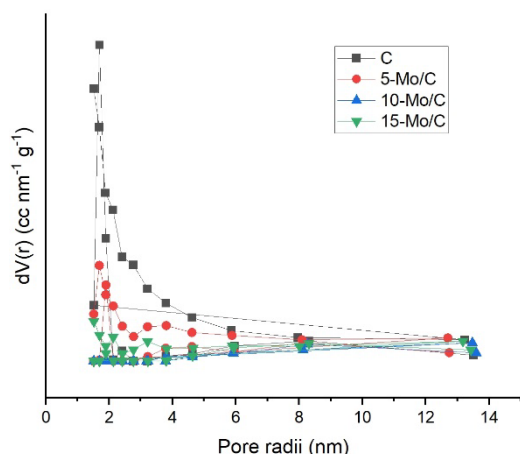 C
5-Mo/C
10-Mo/C
15-Mo/C
dV(r) (cc nm⁻¹ g⁻¹)
0 2 4 6 8 10 12 14
Pore radii (nm)